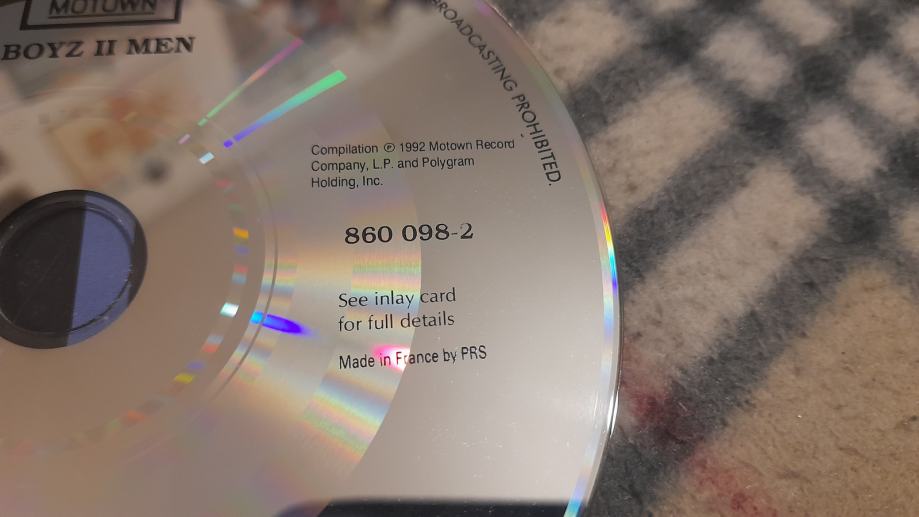 MOTOWN
BOYZ II MEN
BROADCASTING PROHIBITED.
Compilation ℗ 1992 Motown Record
Company, L.P. and Polygram
Holding, Inc.
860 098-2
See inlay card
for full details
Made in France by PRS